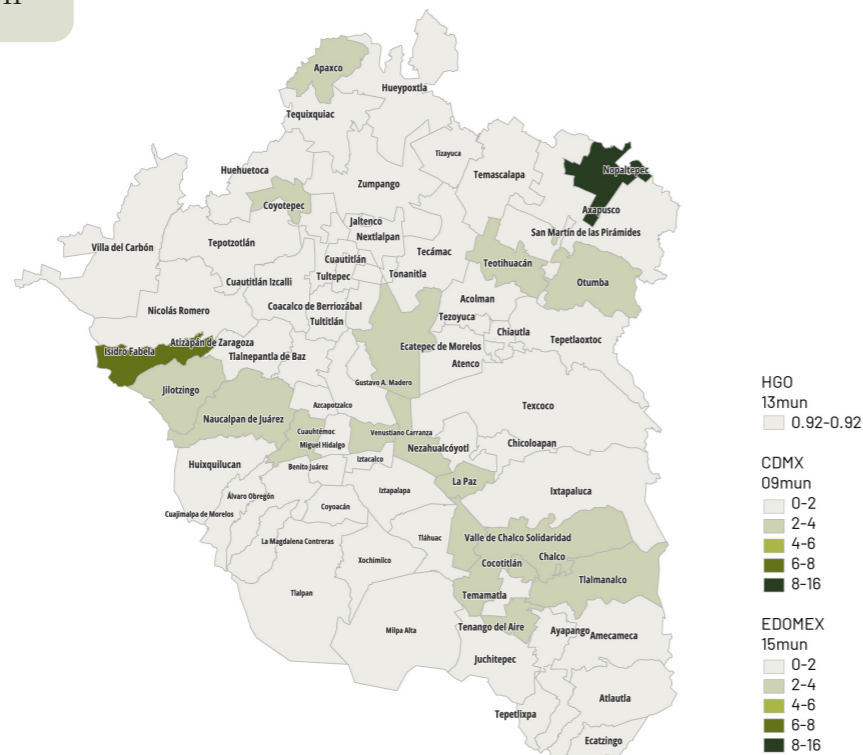 Apaxco
Hueypoxtla
Tequixquiac
Tizayuca
Nopaltepec
Huehuetoca
Zumpango
Temascalapa
Coyotepec
Axapusco
Jaltenco
Nextlalpan
San Martín de las Pirámides
Villa del Carbón
Tepotzotlán
Cuautitlán
Tecámac
Teotihuacán
Tultepec
Tonanitla
Cuautitlán Izcalli
Otumba
Acolman
Nicolás Romero
Coacalco de Berriozábal
Tezoyuca
Tultitlán
Chiautla
Tepetlaoxtoc
Atizapán de Zaragoza
Ecatepec de Morelos
Isidro Fabela
Tlalnepantla de Baz
Atenco
Gustavo A. Madero
Jilotzingo
Azcapotzalco
Texcoco
Naucalpan de Juárez
Cuauhtémoc
Venustiano Carranza
Miguel Hidalgo
Nezahualcóyotl
Chicoloapan
Iztacalco
Huixquilucan
Benito Juárez
La Paz
Iztapalapa
Ixtapaluca
Álvaro Obregón
Coyoacán
Cuajimalpa de Morelos
Tláhuac
Valle de Chalco Solidaridad
La Magdalena Contreras
Chalco
Xochimilco
Cocotitlán
Tlalmanalco
Tlalpan
Temamatla
Milpa Alta
Tenango del Aire
Ayapango
Amecameca
Juchitepec
Atlautla
Tepetlixpa
Ecatzingo
HGO
13mun
0.92-0.92
CDMX
09mun
0-2
2-4
4-6
6-8
8-16
EDOMEX
15mun
0-2
2-4
4-6
6-8
8-16